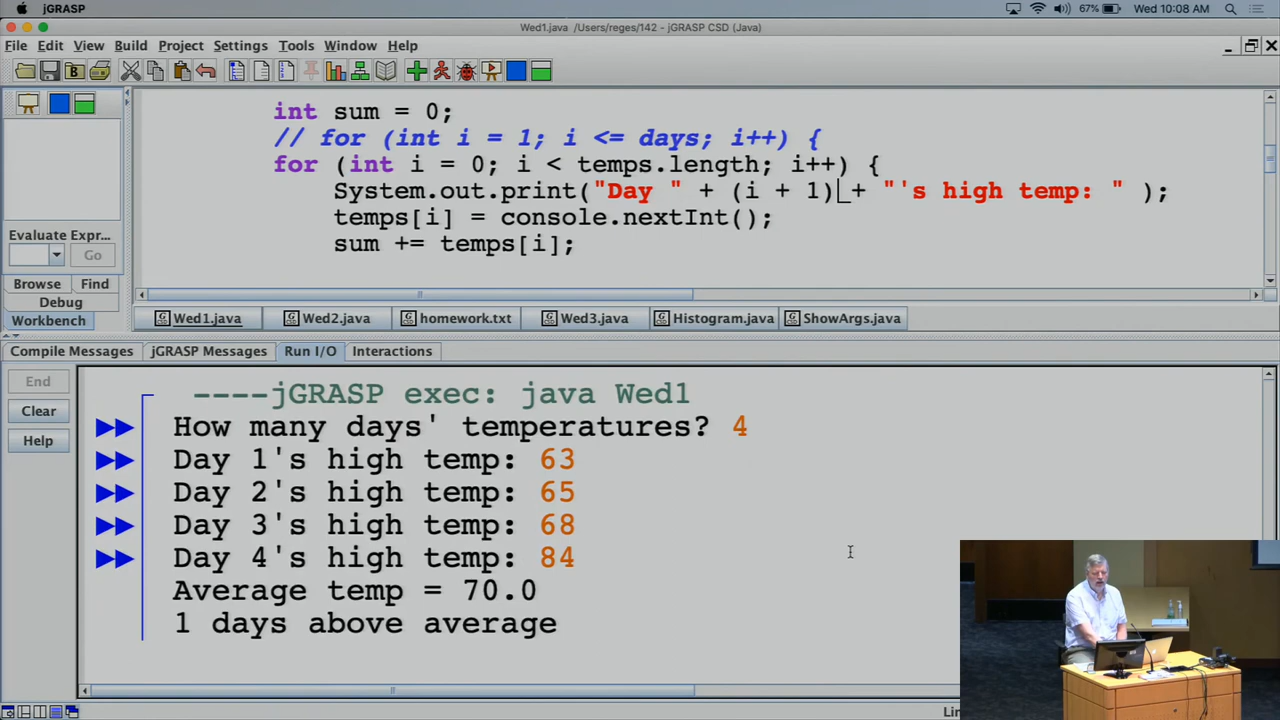 jGRASP
67%
Wed 10:08 AM
Wed1.java /Users/reges/142 - jGRASP CSD (Java)
File Edit View Build Project Settings Tools Window Help
int sum = 0;
// for (int i = 1; i <= days; i++) {
for (int i = 0; i < temps.length; i++) {
System.out.print("Day " + (i + 1) + "'s high temp: " );
temps[i] = console.nextInt();
sum += temps[i];
Evaluate Expr...
Go
Browse Find
Debug
Workbench
Wed1.java Wed2.java homework.txt Wed3.java Histogram.java ShowArgs.java
Compile Messages jGRASP Messages Run I/O Interactions
End
Clear
Help
----jGRASP exec: java Wed1
How many days' temperatures? 4
Day 1's high temp: 63
Day 2's high temp: 65
Day 3's high temp: 68
Day 4's high temp: 84
Average temp = 70.0
1 days above average